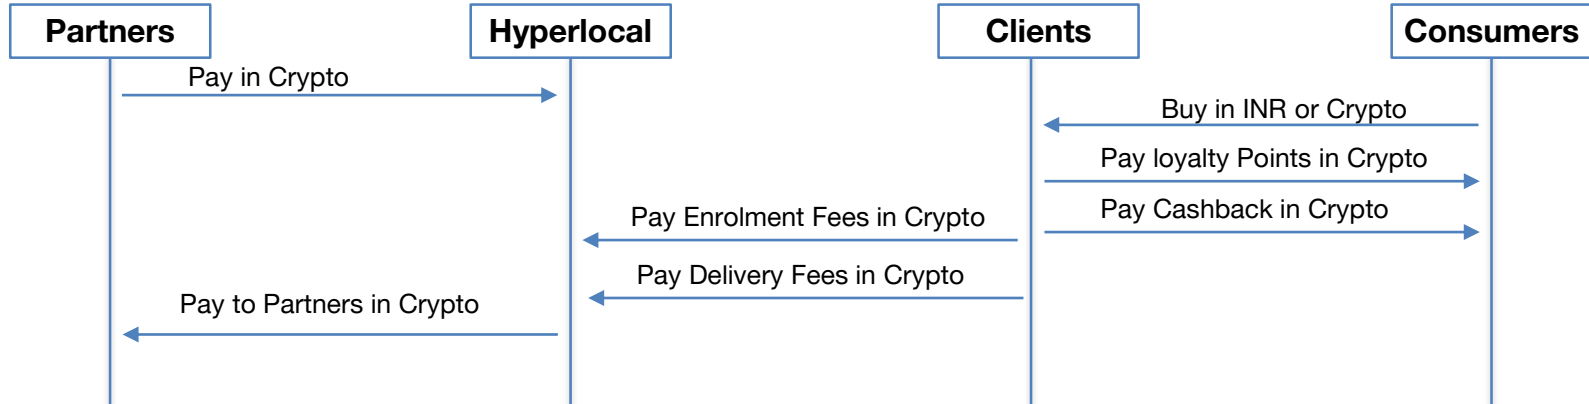 Partners
Hyperlocal
Clients
Consumers
Pay in Crypto
Buy in INR or Crypto
Pay loyalty Points in Crypto
Pay Cashback in Crypto
Pay Enrolment Fees in Crypto
Pay Delivery Fees in Crypto
Pay to Partners in Crypto